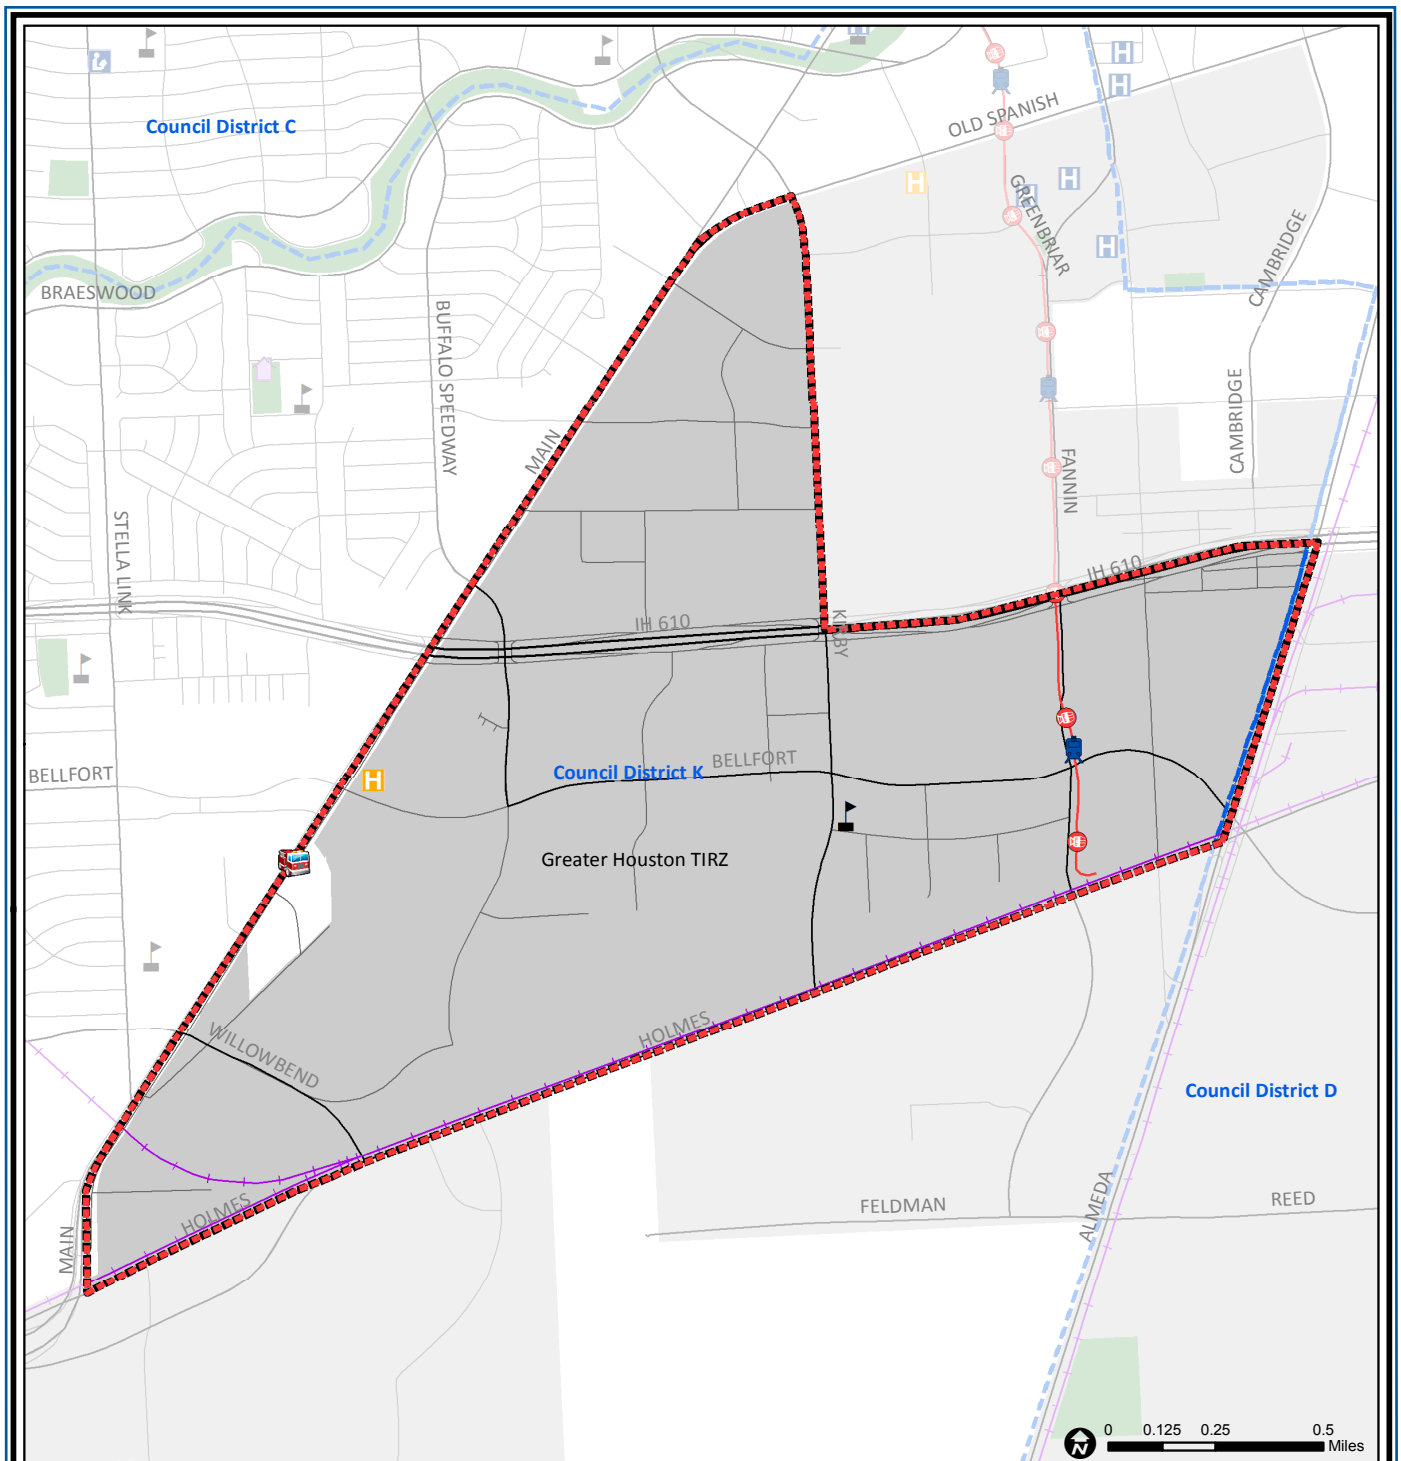 Council District C
OLD SPANISH
GREENBRIAR
CAMBRIDGE
BRAESWOOD
BUFFALO SPEEDWAY
MAIN
CAMBRIDGE
FANNIN
STELLA LINK
IH 610
IH 610
KIRBY
BELLFORT
BELLFORT
Council District K
Greater Houston TIRZ
HOLMES
WILLOWBEND
Council District D
HOLMES
MAIN
FELDMAN
ALMEDA
REED
H
H
H
H
H
H
H
H
N
0 0.125 0.25 0.5
Miles